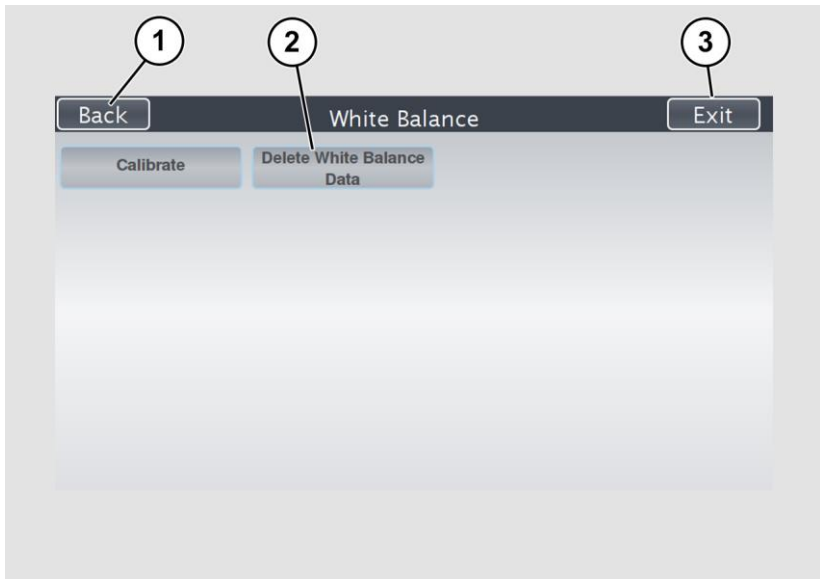 1
2
3
Back
White Balance
Exit
Calibrate
Delete White Balance
Data